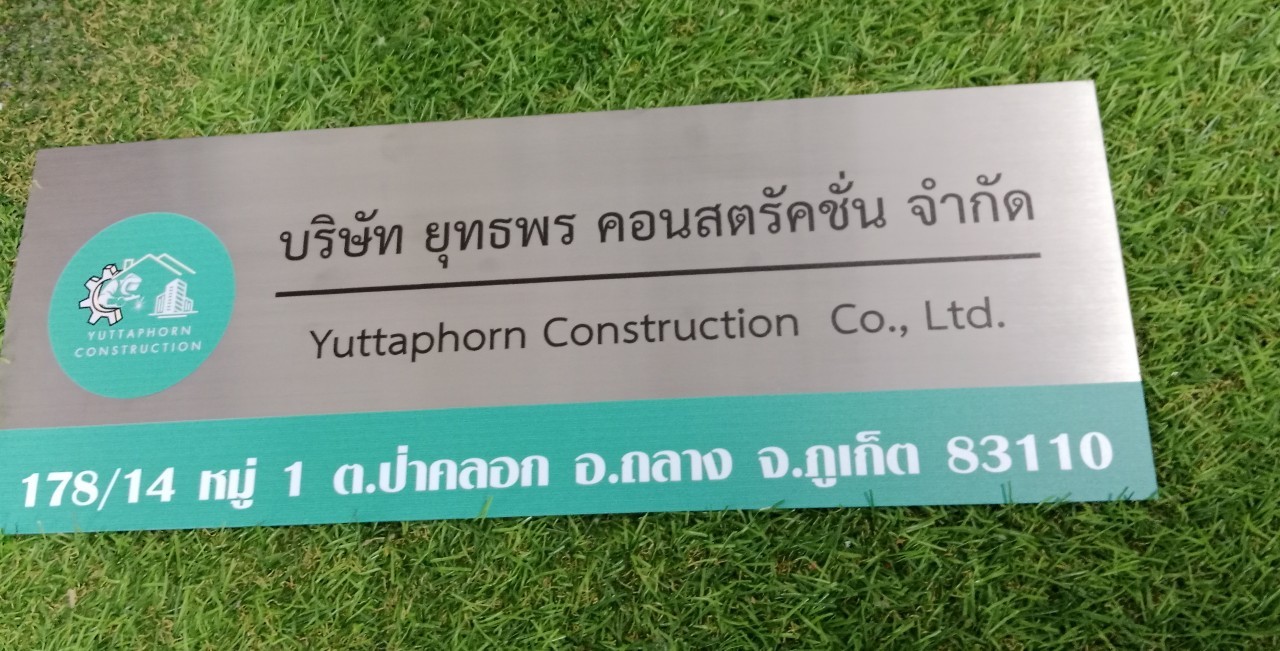 บริษัท ยุทธพร คอนสตรัคชั่น จำกัด
Yuttaphorn Construction Co., Ltd.
YUTTAPHORN
CONSTRUCTION
178/14 หมู่ 1 ต.ป่าคลอก อ.ถลาง จ.ภูเก็ต 83110